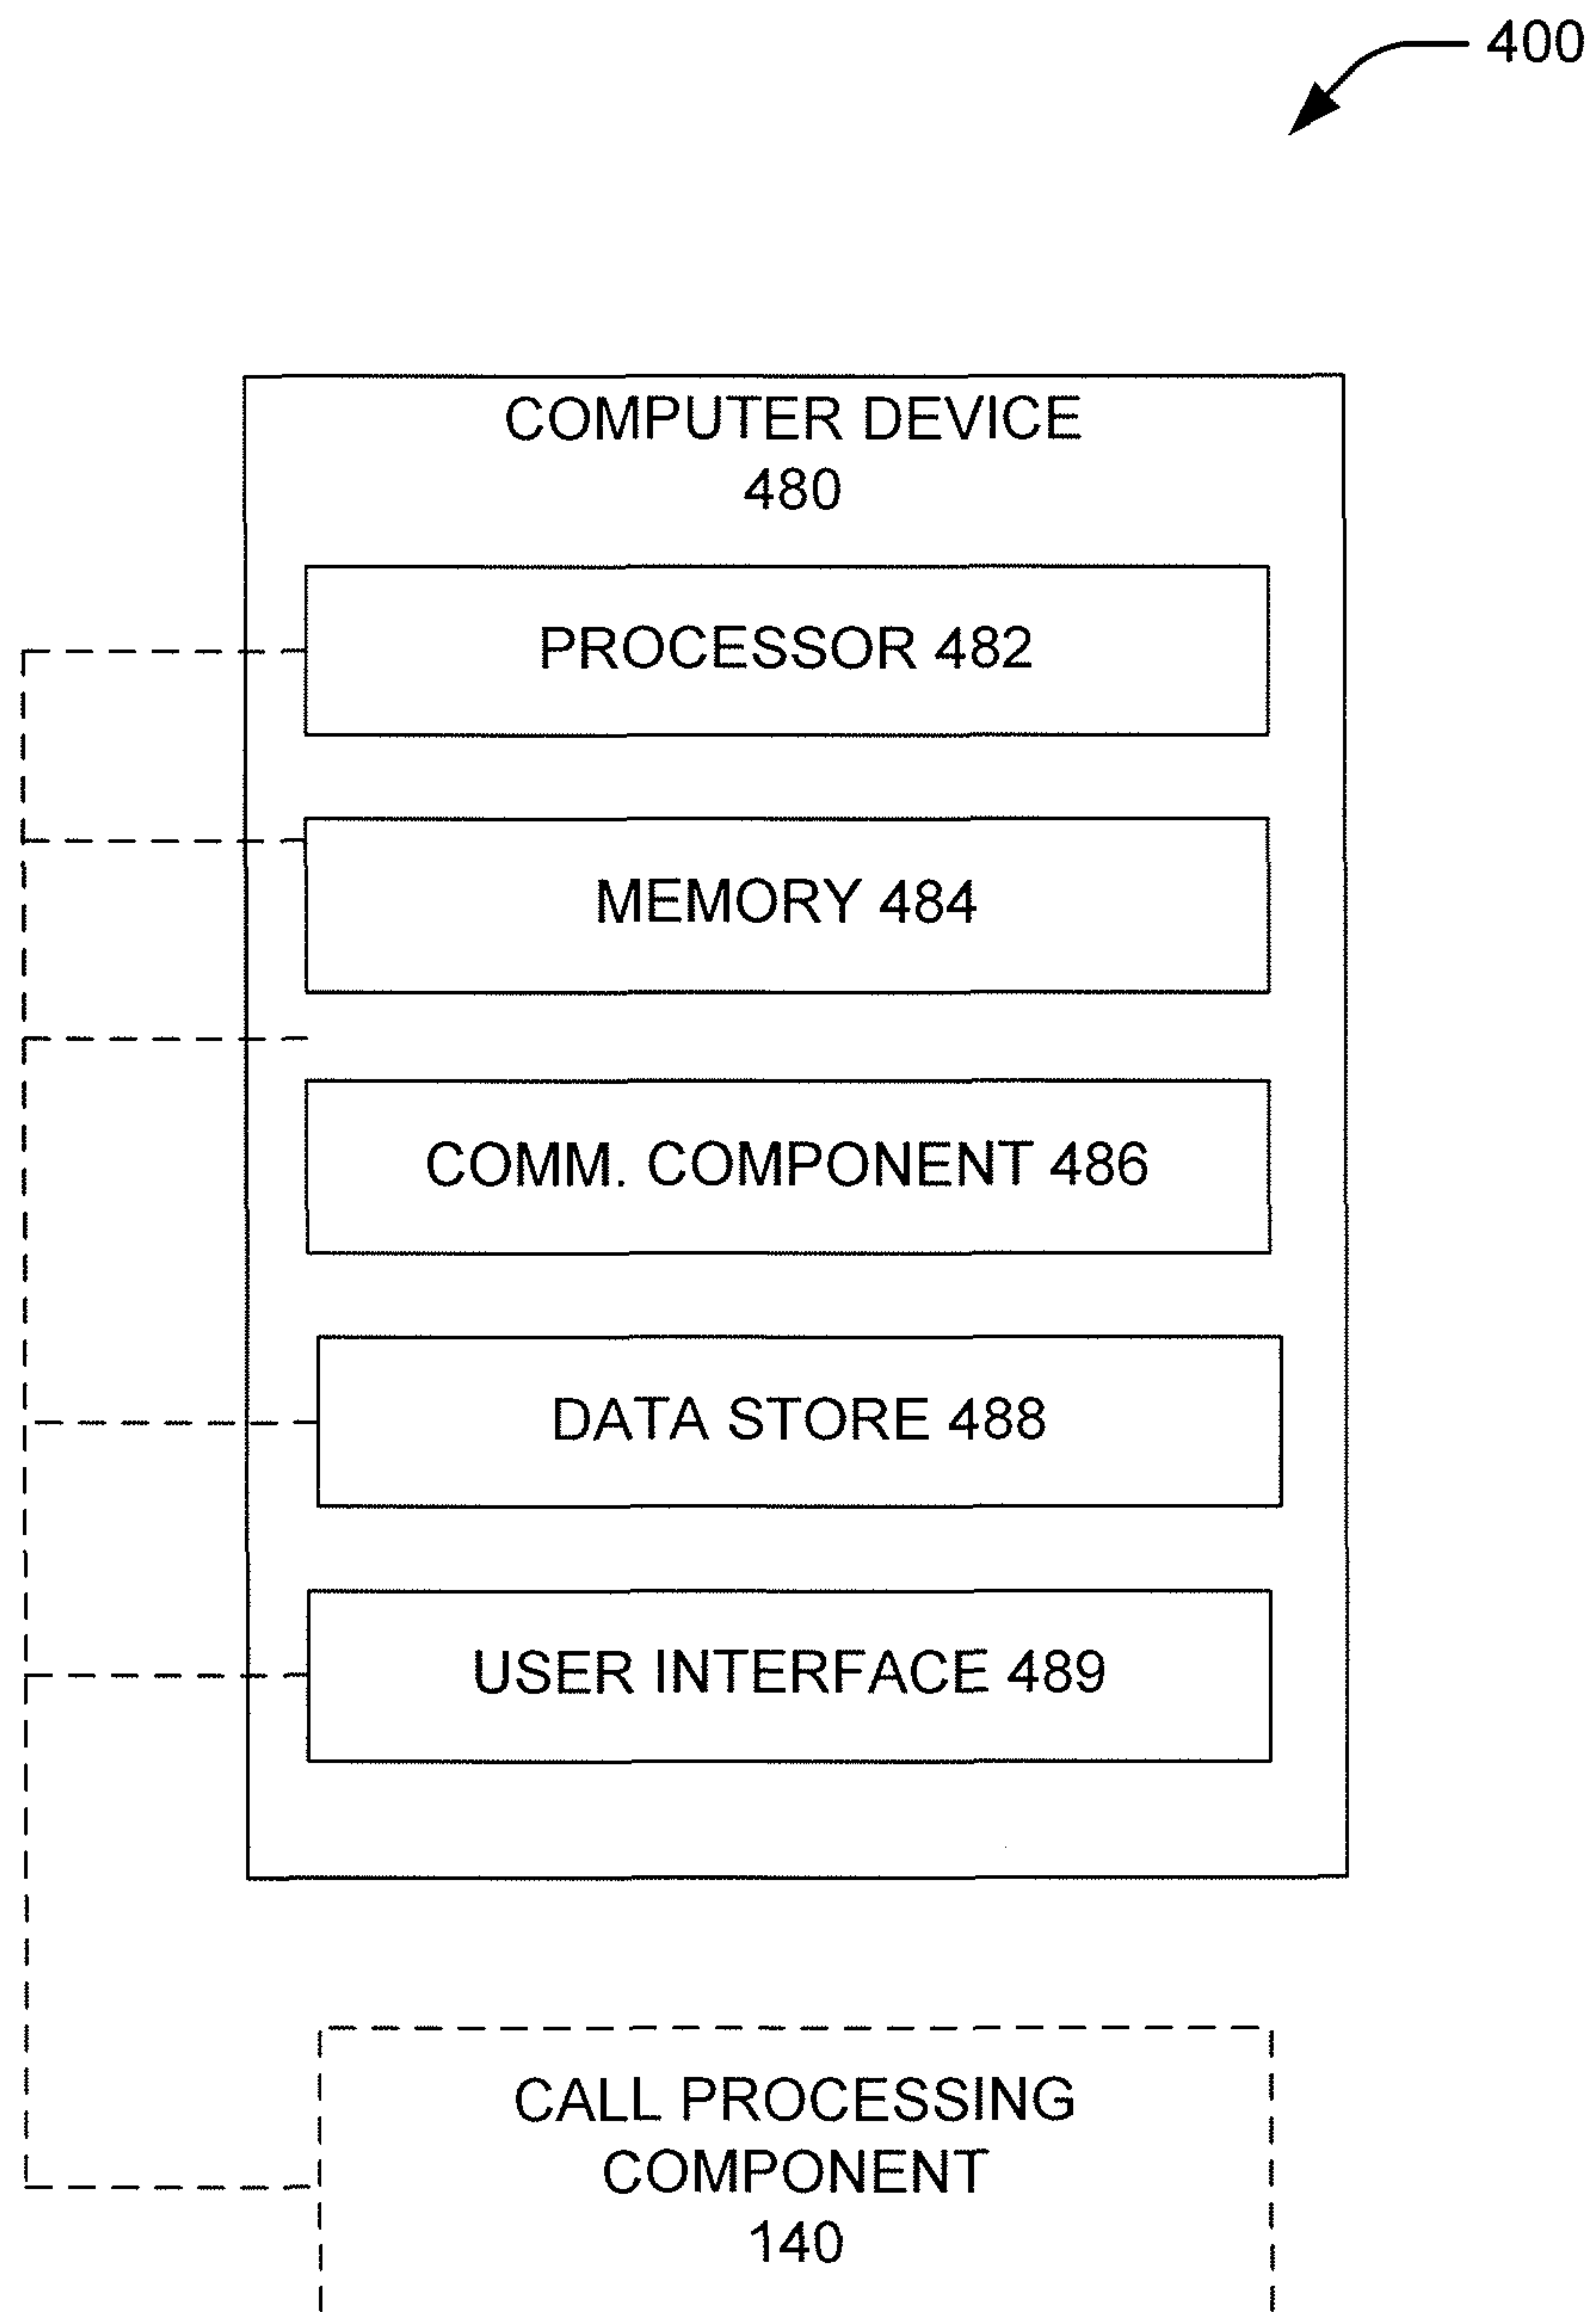 400
COMPUTER DEVICE
480
PROCESSOR 482
MEMORY 484
COMM. COMPONENT 486
DATA STORE 488
USER INTERFACE 489
CALL PROCESSING
COMPONENT
140